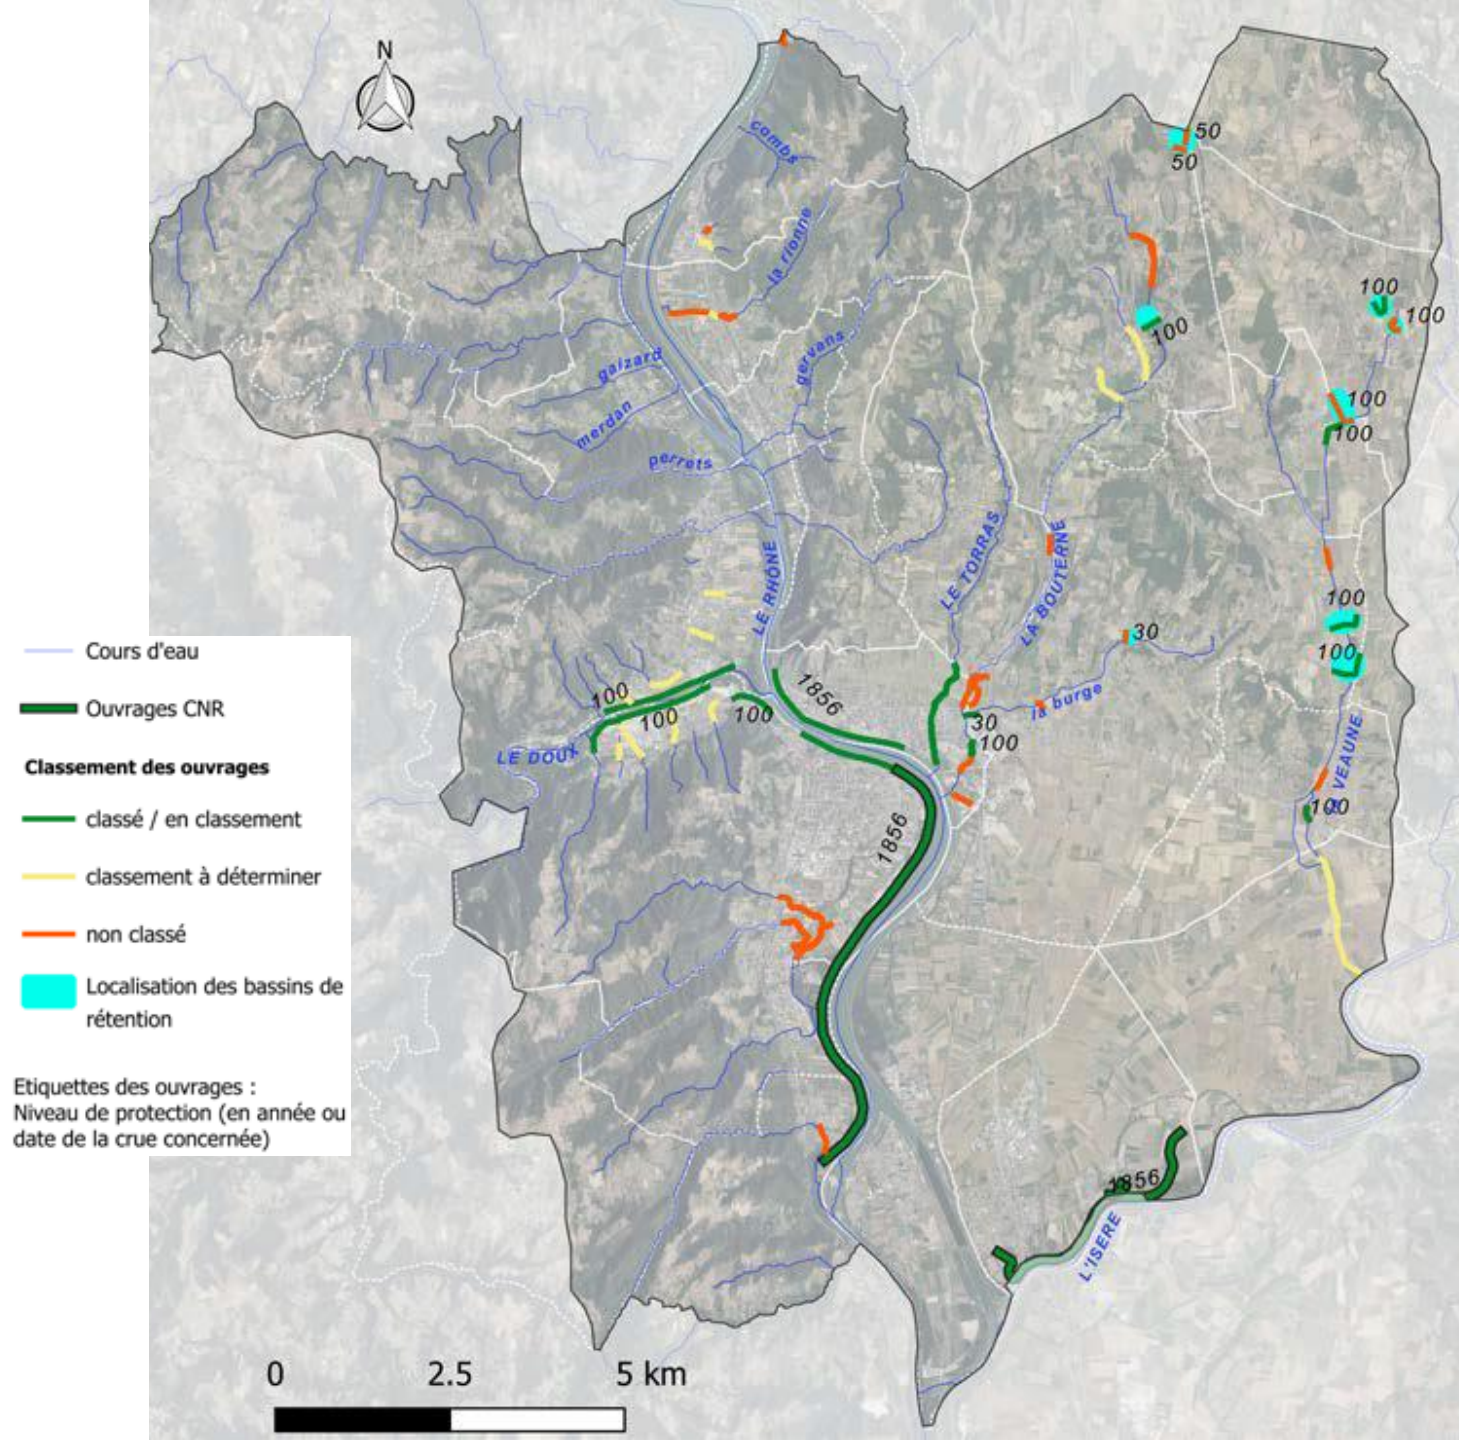 N
combs
50
50
la rionne
100
100
100
gervans
galzard
100
merdan
100
perrets
LE TORRAS
LA BOUTERNE
LE RHÔNE
100
30
Cours d'eau
100
100
1856
la burge
Ouvrages CNR
100
100
30
100
LE DOUX
VEAUNE
Classement des ouvrages
100
classé / en classement
1856
classement à déterminer
non classé
Localisation des bassins de
rétention
Etiquettes des ouvrages :
Niveau de protection (en année ou
date de la crue concernée)
1856
L'ISERE
0 2.5 5 km